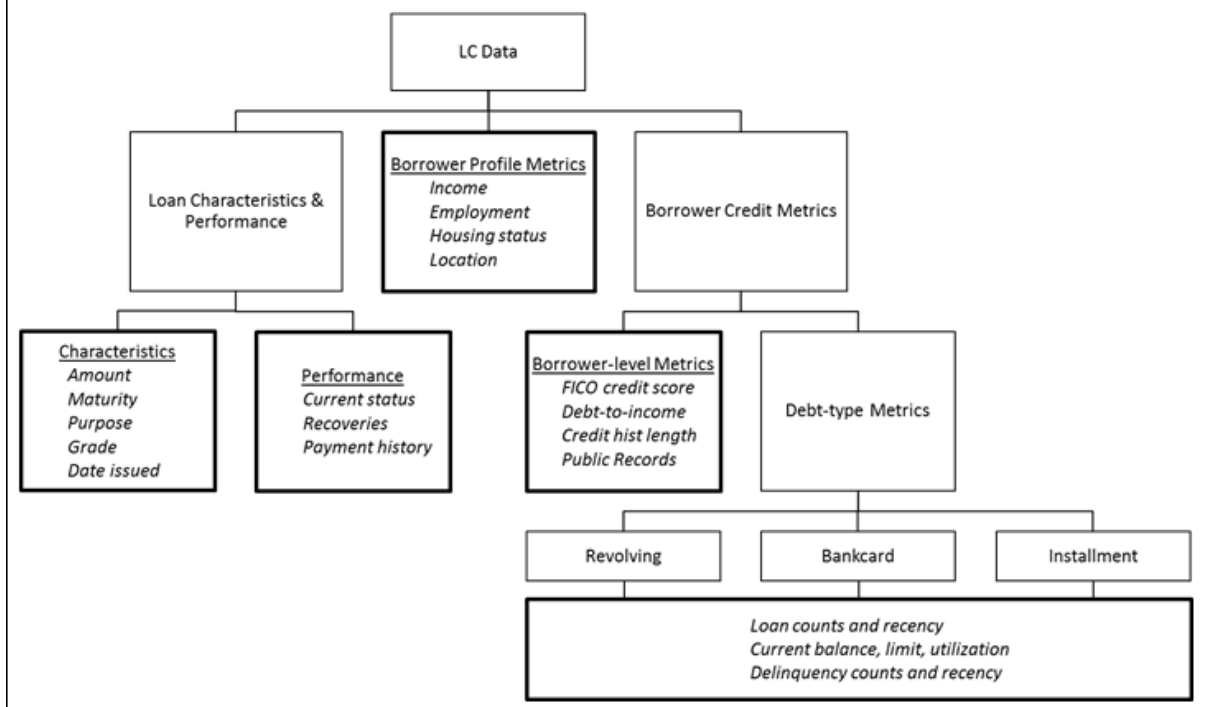 LC Data
Loan Characteristics &
Performance
Borrower Profile Metrics
Income
Employment
Housing status
Location
Borrower Credit Metrics
Characteristics
Amount
Maturity
Purpose
Grade
Date issued
Performance
Current status
Recoveries
Payment history
Borrower-level Metrics
FICO credit score
Debt-to-income
Credit hist length
Public Records
Debt-type Metrics
Revolving
Bankcard
Installment
Loan counts and recency
Current balance, limit, utilization
Delinquency counts and recency